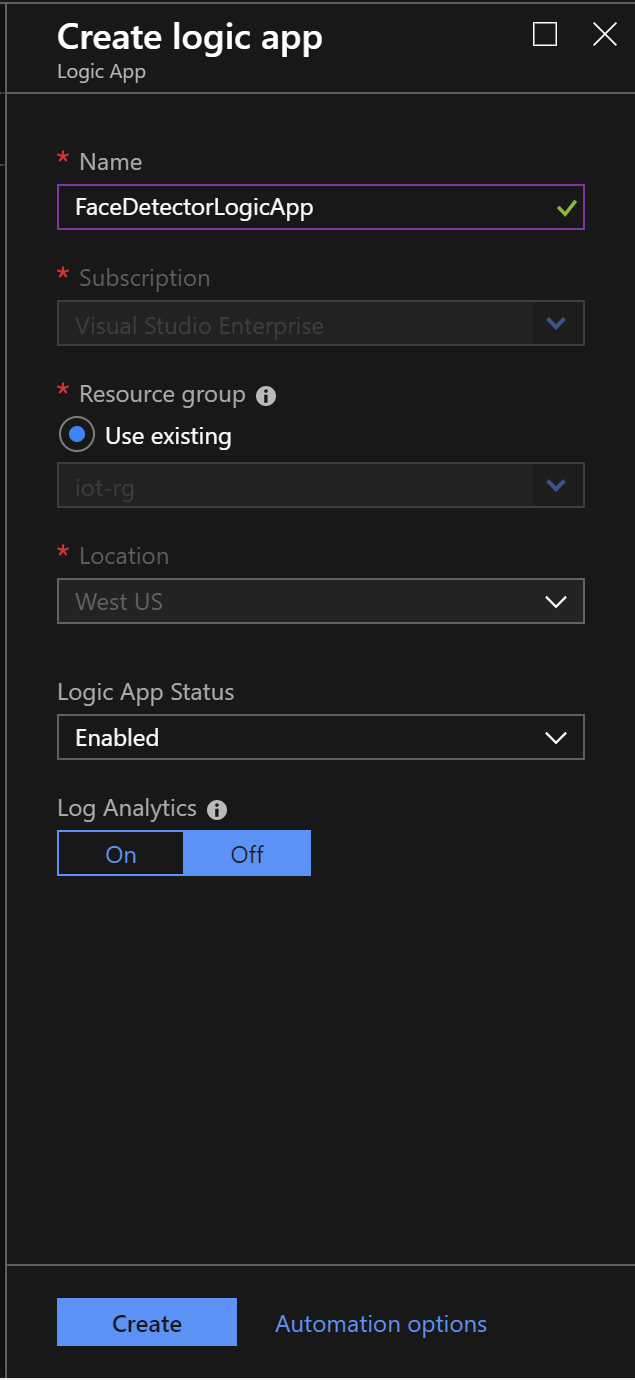 Create logic app
Logic App
* Name
FaceDetectorLogicApp
* Subscription
Visual Studio Enterprise
* Resource group
Use existing
iot-rg
* Location
West US
Logic App Status
Enabled
Log Analytics
On Off
Create Automation options